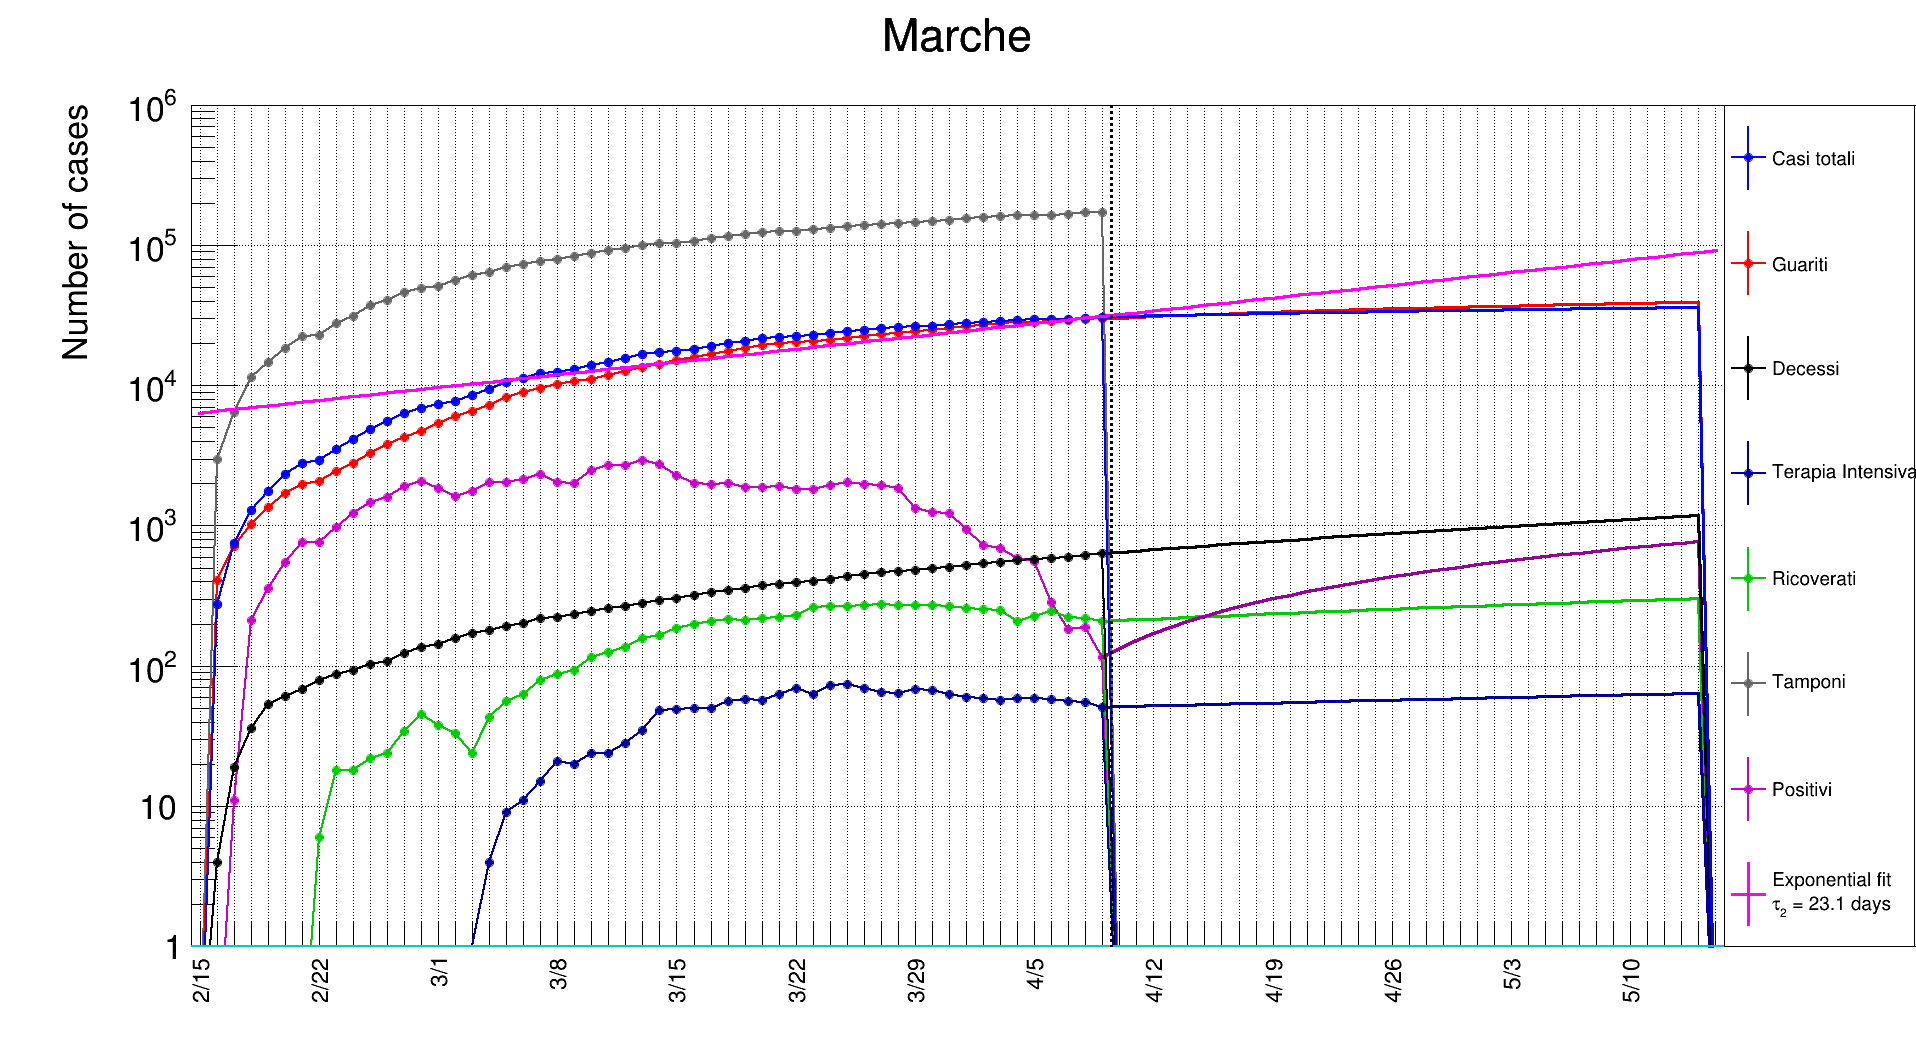 Marche
Number of cases
10^6
10^5
10^4
10^3
10^2
10
1
2/15
2/22
3/1
3/8
3/15
3/22
3/29
4/5
4/12
4/19
4/26
5/3
5/10
Casi totali
Guariti
Decessi
Terapia Intensiva
Ricoverati
Tamponi
Positivi
Exponential fit
τ₂ = 23.1 days